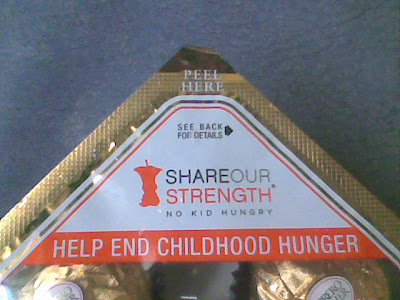 PEEL
HERE
SEE BACK
FOR DETAILS
SHAREOUR
STRENGTH®
NO KID HUNGRY
HELP END CHILDHOOD HUNGER